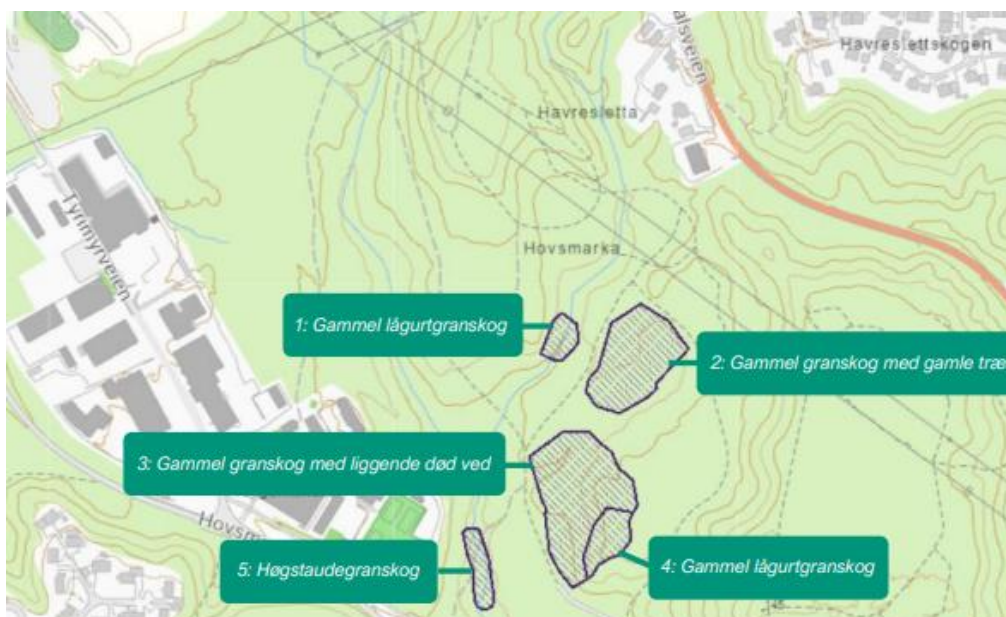 alsveien
Havreslettskogen
Havresletta
Tyrimyrveien
Hovsmarka
1: Gammel lågurtgranskog
2: Gammel granskog med gamle træ
3: Gammel granskog med liggende død ved
Hovsm
5: Høgstaudegranskog
4: Gammel lågurtgranskog